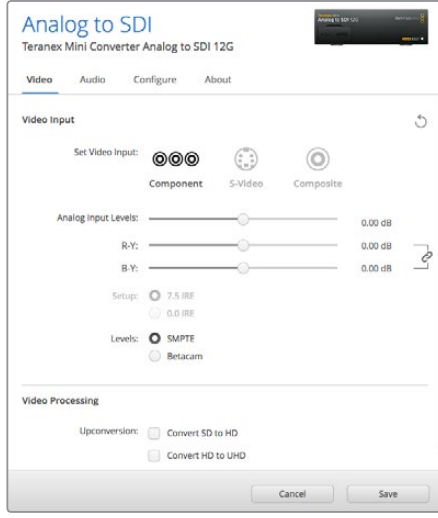 Analog to SDI
Teranex Mini Converter Analog to SDI 12G
Video Audio Configure About
Video Input
Set Video Input:
Component S-Video Composite
Analog Input Levels: 0.00 dB
R-Y: 0.00 dB
B-Y: 0.00 dB
Setup: 7.5 IRE
0.0 IRE
Levels: SMPTE
Betacam
Video Processing
Upconversion: Convert SD to HD
Convert HD to UHD
Cancel Save